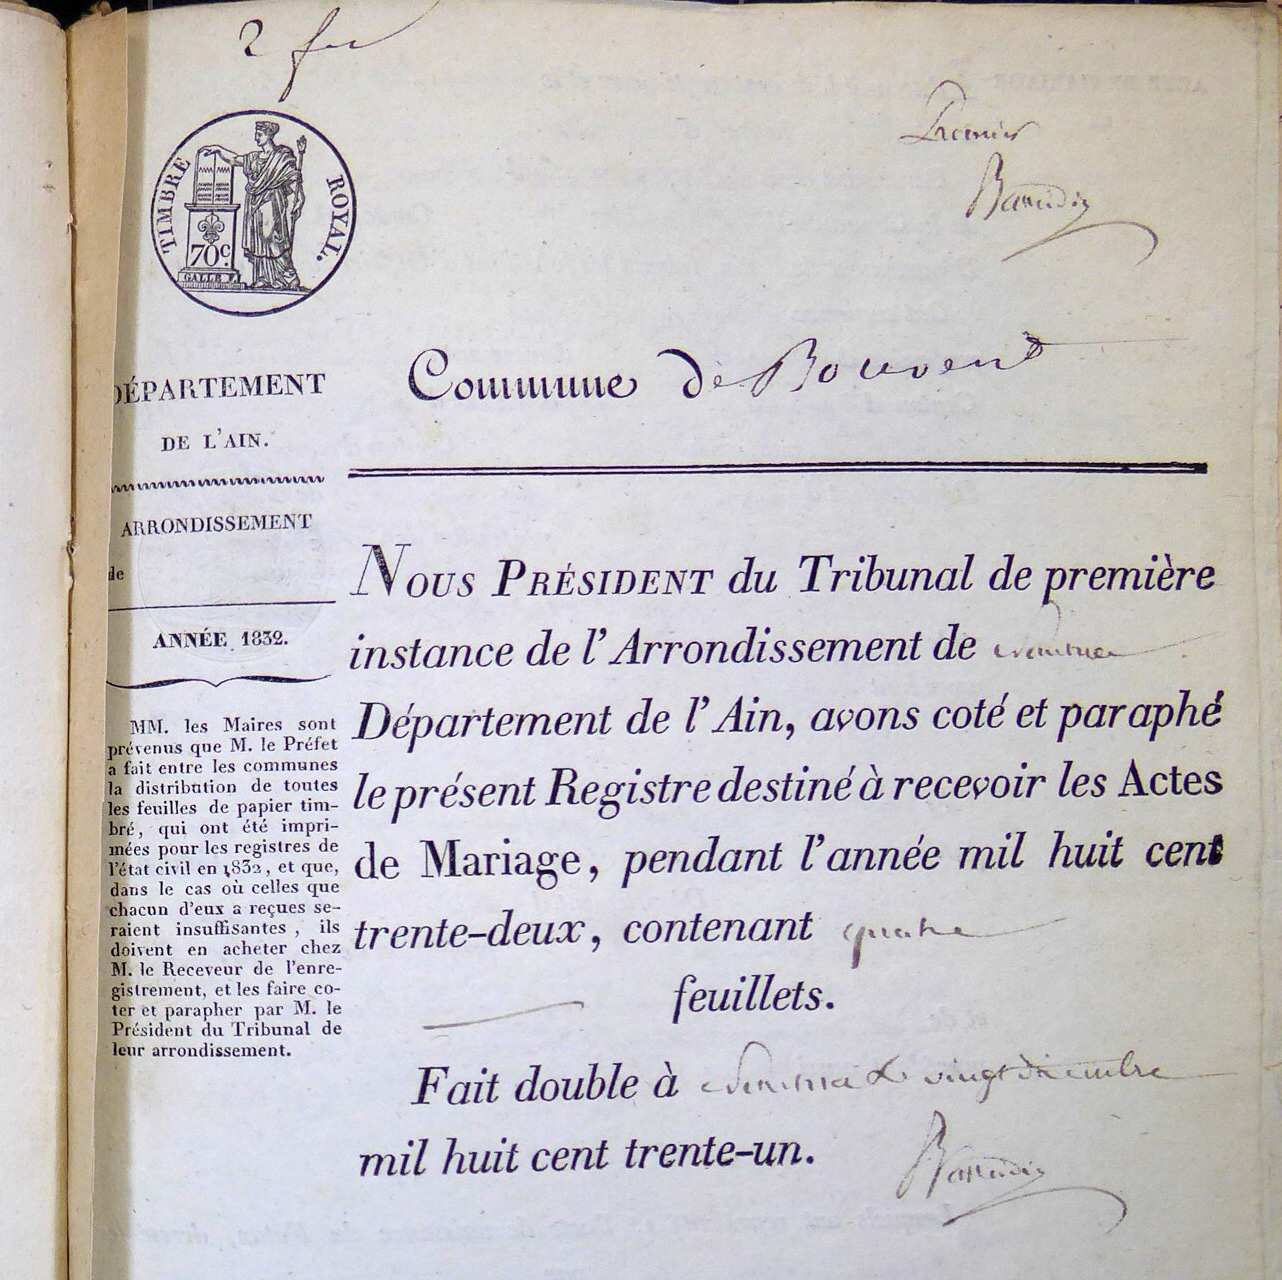 2 f
Premier
TIMBRE ROYAL.
70c.
GALLE F.
DÉPARTEMENT
DE L'AIN.
ARRONDISSEMENT
de
ANNÉE 1832.
MM. les Maires sont
prévenus que M. le Préfet
a fait entre les communes
la distribution de toutes
les feuilles de papier tim-
bré, qui ont été impri-
mées pour les registres de
l'état civil en 1832, et que,
dans le cas où celles que
chacun d'eux a reçues se-
raient insuffisantes, ils
doivent en acheter chez
M. le Receveur de l'enre-
gistrement, et les faire co-
ter et parapher par M. le
Président du Tribunal de
leur arrondissement.
Commune de Bouvent
NOUS PRÉSIDENT du Tribunal de première
instance de l'Arrondissement de
Département de l'Ain, avons coté et paraphé
le présent Registre destiné à recevoir les Actes
de Mariage, pendant l'année mil huit cent
trente-deux, contenant quatre
feuillets.
Fait double à le vingt décembre
mil huit cent trente-un.